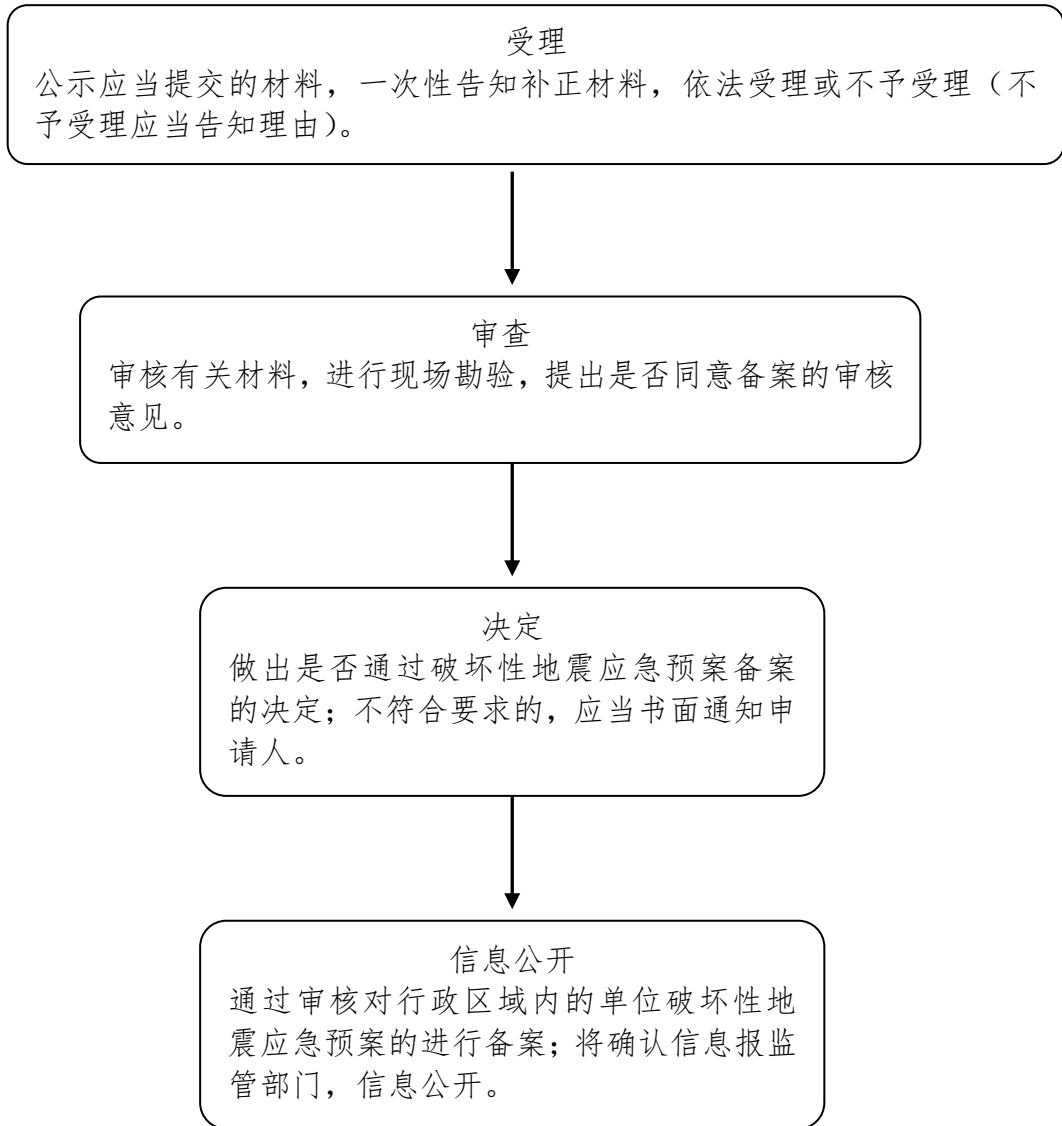 受理
公示应当提交的材料，一次性告知补正材料，依法受理或不予受理（不
予受理应当告知理由）。
审查
审核有关材料，进行现场勘验，提出是否同意备案的审核
意见。
决定
做出是否通过破坏性地震应急预案备案
的决定；不符合要求的，应当书面通知申
请人。
信息公开
通过审核对行政区域内的单位破坏性地
震应急预案的进行备案；将确认信息报监
管部门，信息公开。